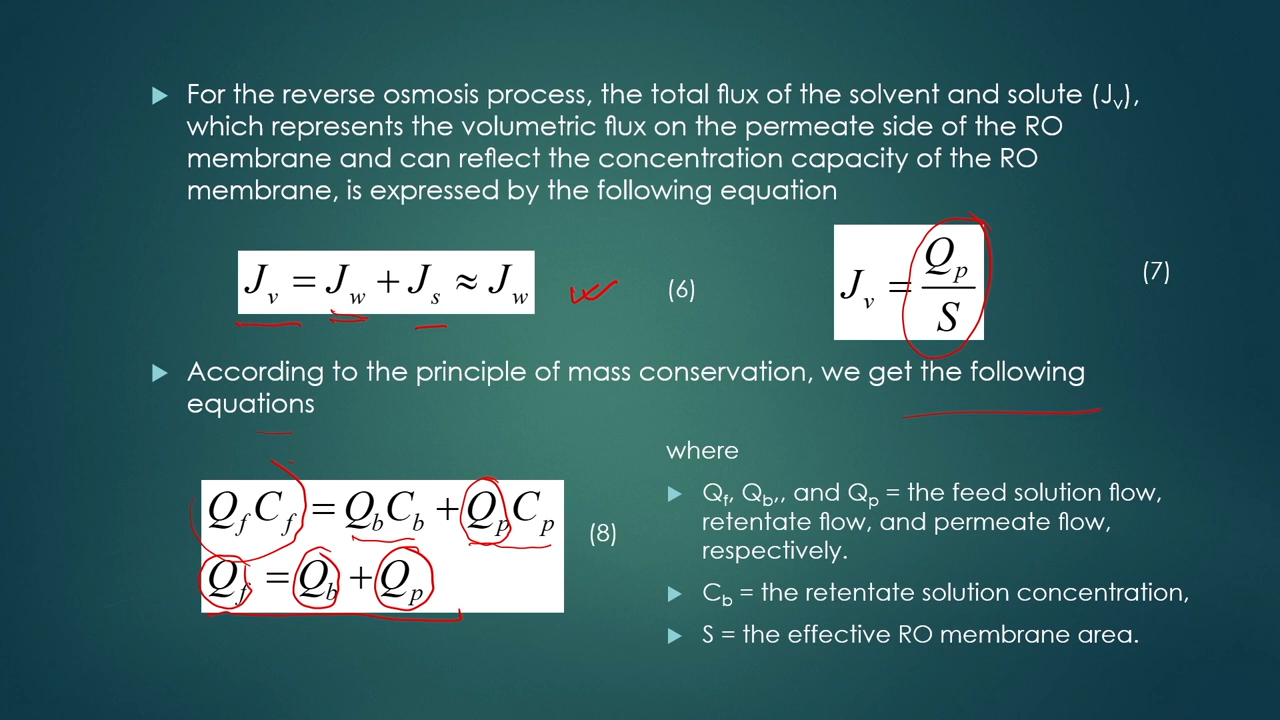 ► For the reverse osmosis process, the total flux of the solvent and solute (Jv),
which represents the volumetric flux on the permeate side of the RO
membrane and can reflect the concentration capacity of the RO
membrane, is expressed by the following equation
Jv = Jw + Js ≈ Jw (6)
Jv = Qp / S (7)
► According to the principle of mass conservation, we get the following
equations
QfCf = QbCb + QpCp
Qf = Qb + Qp
(8)
where
► Qf, Qb,, and Qp = the feed solution flow,
retentate flow, and permeate flow,
respectively.
► Cb = the retentate solution concentration,
► S = the effective RO membrane area.